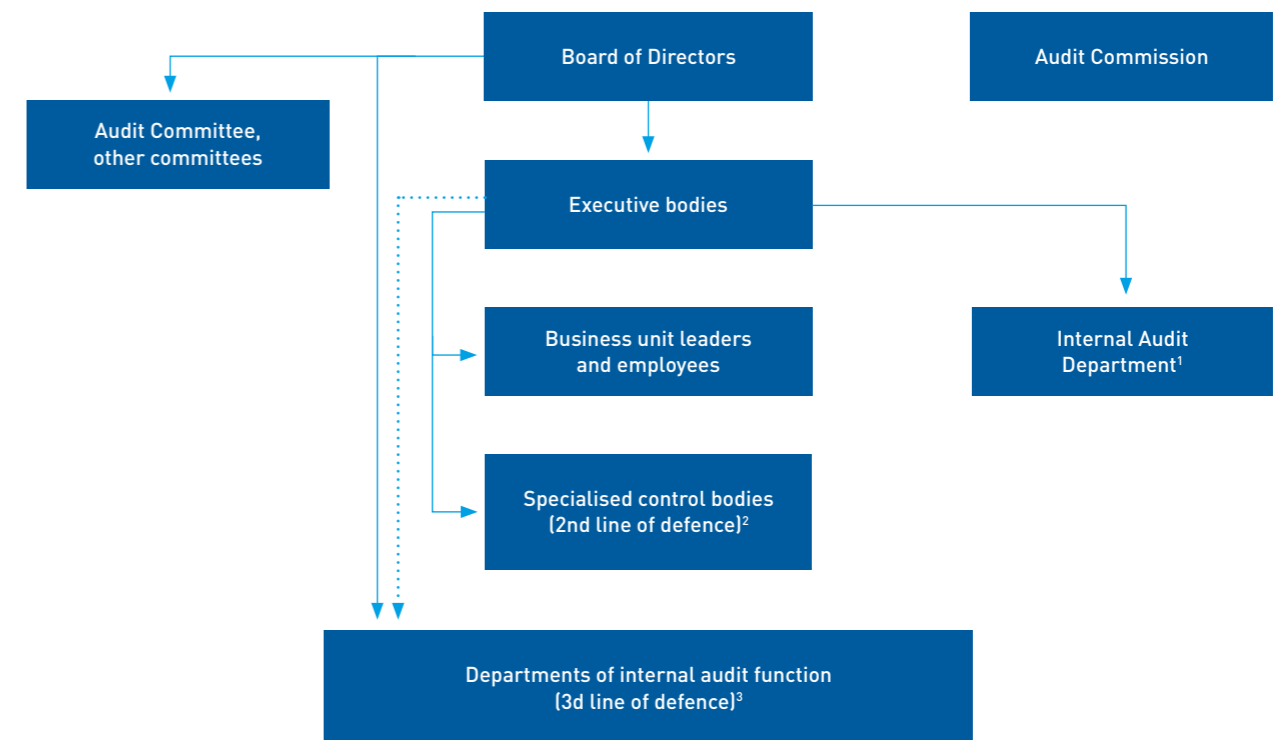 Board of Directors
Audit Commission
Audit Committee,
other committees
Executive bodies
Business unit leaders
and employees
Internal Audit
Department¹
Specialised control bodies
(2nd line of defence)²
Departments of internal audit function
(3d line of defence)³